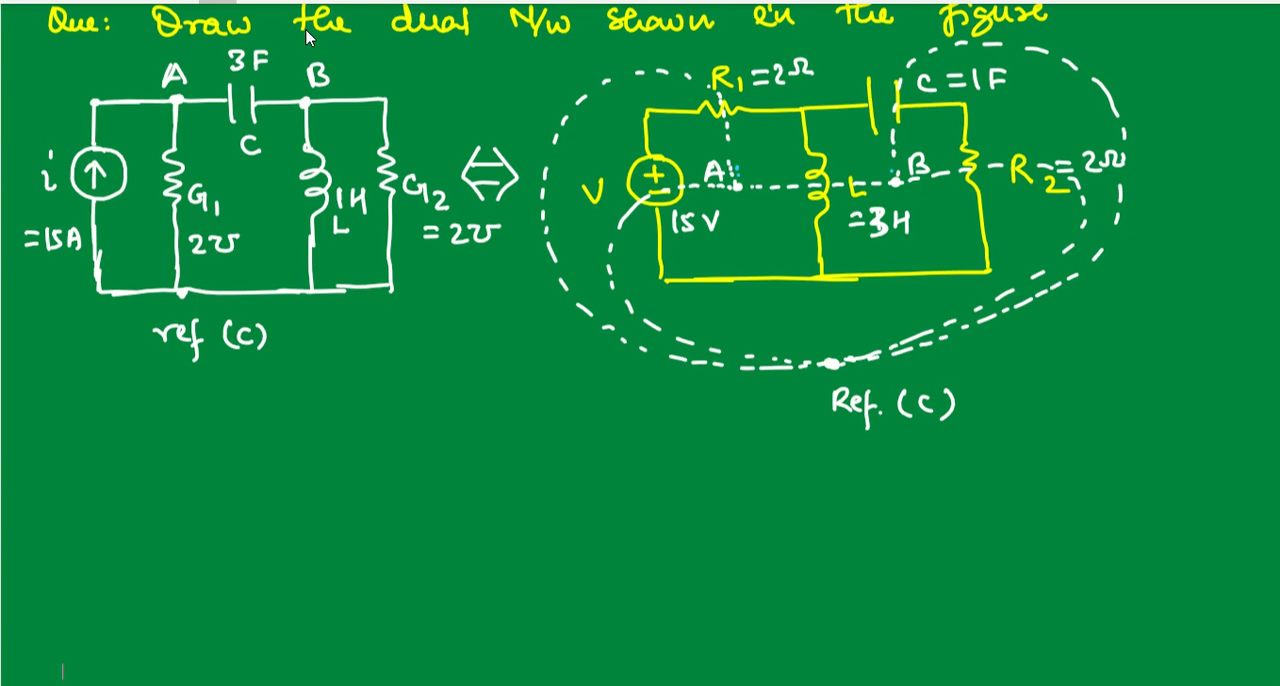 Que: Draw the dual N/w shown in the figure
A 3F B
C
i
=15A
G1
2℧
1H
L
G2
= 2℧
ref (C)
R1 = 2Ω
C = 1F
V
+
-
15V
A
B
L
=3H
R2 = 2Ω
Ref. (C)